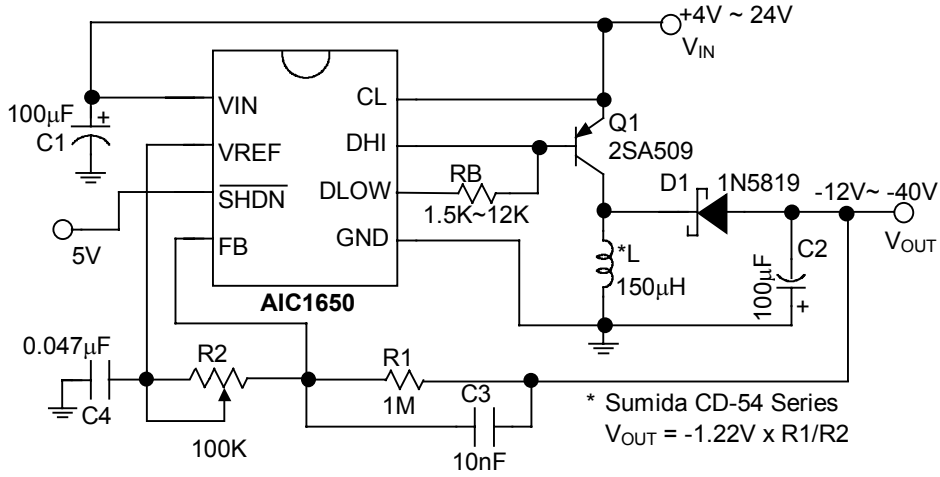 +4V ~ 24V
VIN
100μF
+
C1
VIN
VREF
SHDN
FB
CL
DHI
DLOW
GND
AIC1650
5V
RB
1.5K~12K
Q1
2SA509
D1
1N5819
-12V~ -40V
VOUT
*L
150μH
C2
100μF
+
0.047μF
C4
R2
100K
R1
1M
C3
10nF
* Sumida CD-54 Series
VOUT = -1.22V x R1/R2